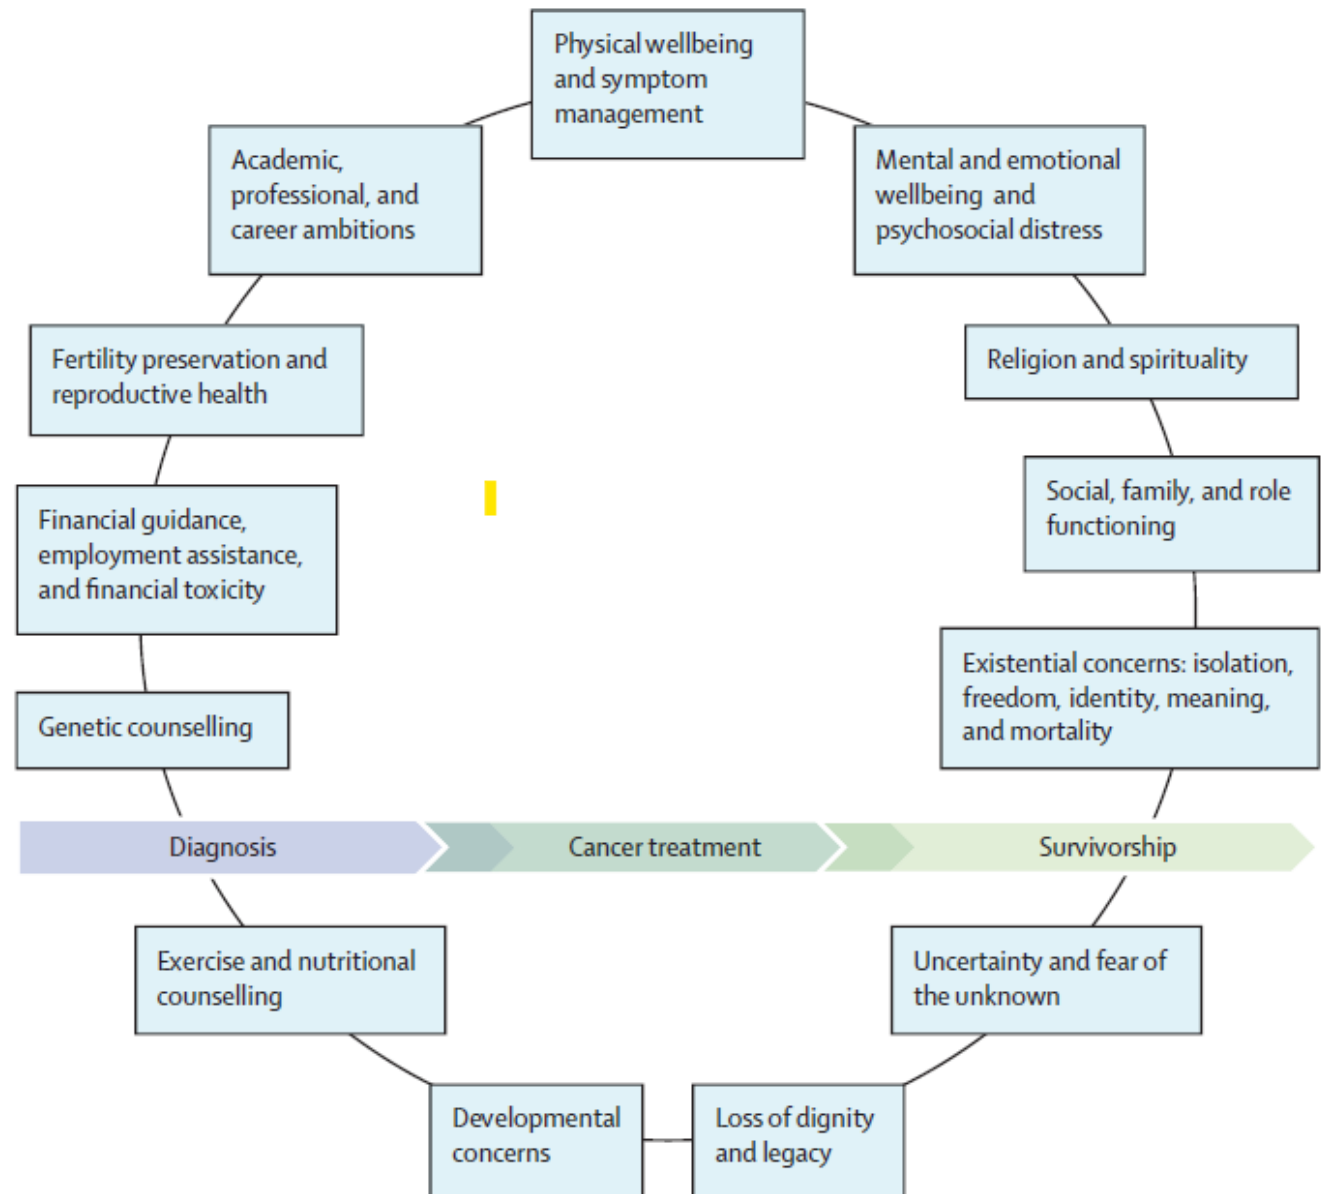 Physical wellbeing
and symptom
management
Academic,
professional, and
career ambitions
Mental and emotional
wellbeing and
psychosocial distress
Fertility preservation and
reproductive health
Religion and spirituality
Financial guidance,
employment assistance,
and financial toxicity
Social, family, and role
functioning
Genetic counselling
Existential concerns: isolation,
freedom, identity, meaning,
and mortality
Diagnosis
Cancer treatment
Survivorship
Exercise and nutritional
counselling
Uncertainty and fear of
the unknown
Developmental
concerns
Loss of dignity
and legacy